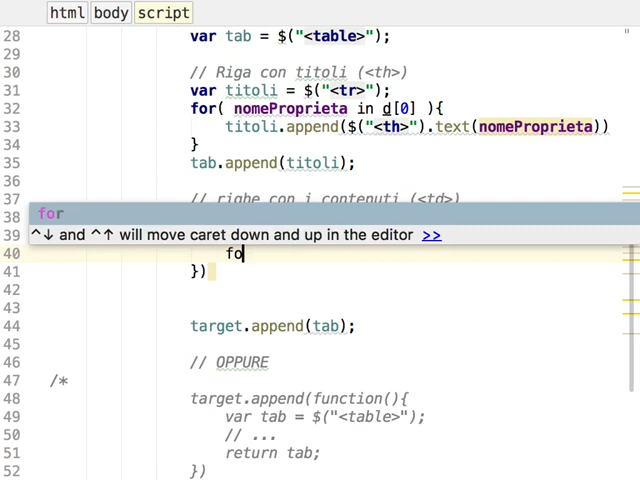 html body script
28 var tab = $("<table>");
29
30 // Riga con titoli (<th>)
31 var titoli = $("<tr>");
32 for( nomeProprieta in d[0] ){
33 titoli.append($("<th>").text(nomeProprieta))
34 }
35 tab.append(titoli);
36
37 // righe con i contenuti (<td>)
38 for
39 ^↓ and ^↑ will move caret down and up in the editor >>
40 fo
41 })
42
43
44 target.append(tab);
45
46 // OPPURE
47 /*
48 target.append(function(){
49 var tab = $("<table>");
50 // ...
51 return tab;
52 })